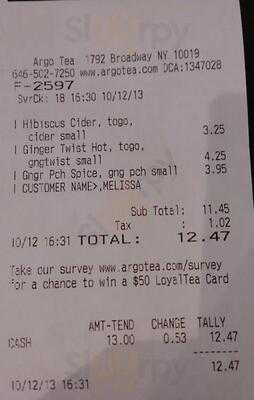 Argo Tea 1792 Broadway NY 10019
646-502-7250 www.argotea.com DCA:1347028
F-2597
SvrCk: 18 16:30 10/12/13
1 Hibiscus Cider, togo, 3.25
cider small
1 Ginger Twist Hot, togo,
gngtwist small 4.25
1 Gngr Pch Spice, gng pch small 3.95
1 CUSTOMER NAME>,MELISSA
Sub Total: 11.45
Tax : 1.02
10/12 16:31 TOTAL: 12.47
Take our survey www.argotea.com/survey
for a chance to win a $50 LoyalTea Card
AMT-TEND CHANGE TALLY
CASH 13.00 0.53 12.47
-------
12.47
10/12/13 16:31